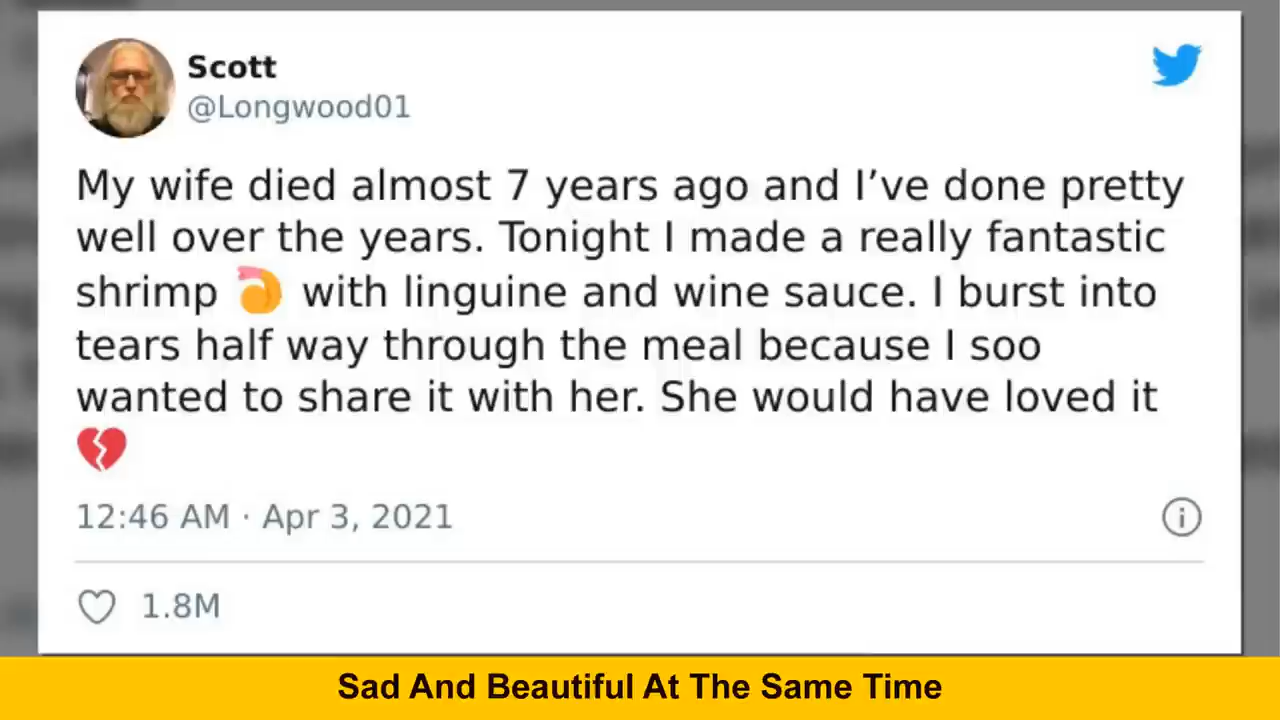 Scott
@Longwood01
My wife died almost 7 years ago and I’ve done pretty
well over the years. Tonight I made a really fantastic
shrimp 🍤 with linguine and wine sauce. I burst into
tears half way through the meal because I soo
wanted to share it with her. She would have loved it
💔
12:46 AM · Apr 3, 2021
1.8M
Sad And Beautiful At The Same Time